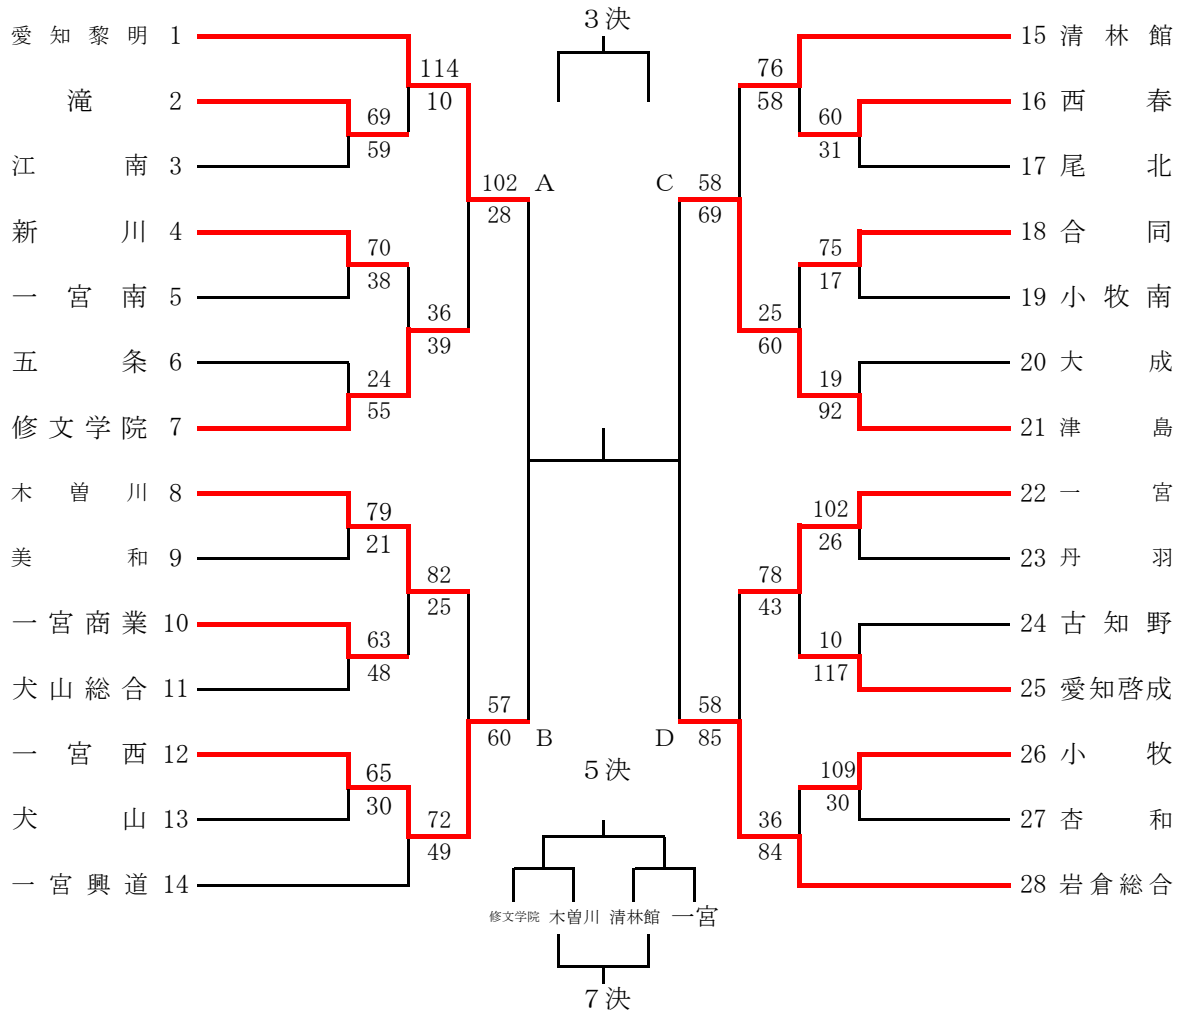 3決
愛知黎明 1
114
10
滝 2
69
59
江南 3
102 A
28
新川 4
70
38
一宮南 5
36
39
五条 6
24
55
修文学院 7
木曽川 8
79
21
美和 9
82
25
一宮商業 10
63
48
犬山総合 11
57
60 B
一宮西 12
65
30
犬山 13
72
49
一宮興道 14
15 清林館
76
58
16 西春
60
31
17 尾北
C 58
69
18 合同
75
17
19 小牧南
25
60
20 大成
19
92
21 津島
22 一宮
102
26
23 丹羽
78
43
24 古知野
10
117
25 愛知啓成
58
D 85
26 小牧
109
30
27 杏和
36
84
28 岩倉総合
5決
修文学院 木曽川 清林館 一宮
7決